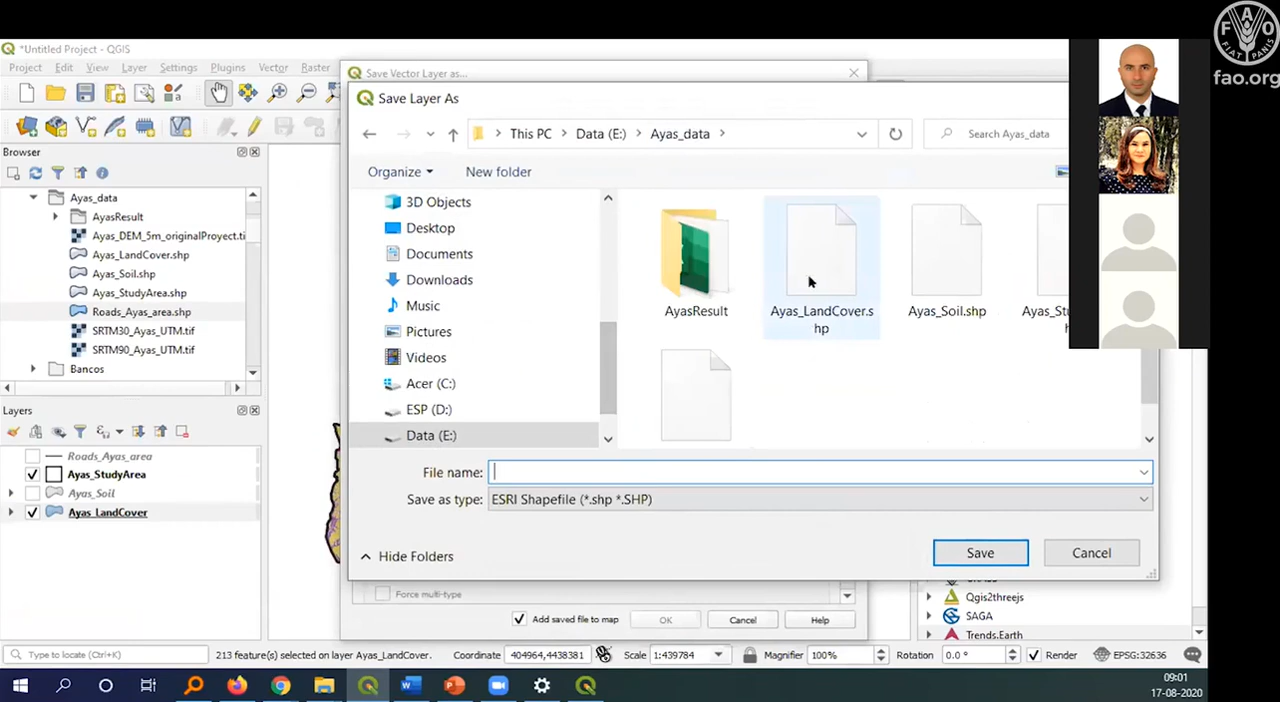 FAO
FIAT PANIS
fao.org
*Untitled Project - QGIS
Project Edit View Layer Settings Plugins Vector Raster
Save Vector Layer as...
Save Layer As
This PC > Data (E:) > Ayas_data >
Search Ayas_data
Organize
New folder
Browser
Ayas_data
AyasResult
Ayas_DEM_5m_originalProyect.ti
Ayas_LandCover.shp
Ayas_Soil.shp
Ayas_StudyArea.shp
Roads_Ayas_area.shp
SRTM30_Ayas_UTM.tif
SRTM90_Ayas_UTM.tif
Bancos
Layers
Roads_Ayas_area
Ayas_StudyArea
Ayas_Soil
Ayas_LandCover
3D Objects
Desktop
Documents
Downloads
Music
Pictures
Videos
Acer (C:)
ESP (D:)
Data (E:)
AyasResult
Ayas_LandCover.s
hp
Ayas_Soil.shp
File name:
Save as type: ESRI Shapefile (*.shp *.SHP)
Hide Folders
Save
Cancel
Force multi-type
Add saved file to map
OK
Cancel
Help
Qgis2threejs
SAGA
Trends.Earth
Type to locate (Ctrl+K)
213 feature(s) selected on layer Ayas_LandCover.
Coordinate 404964,4438381
Scale 1:439784
Magnifier 100%
Rotation 0.0 °
Render
EPSG:32636
09:01
17-08-2020